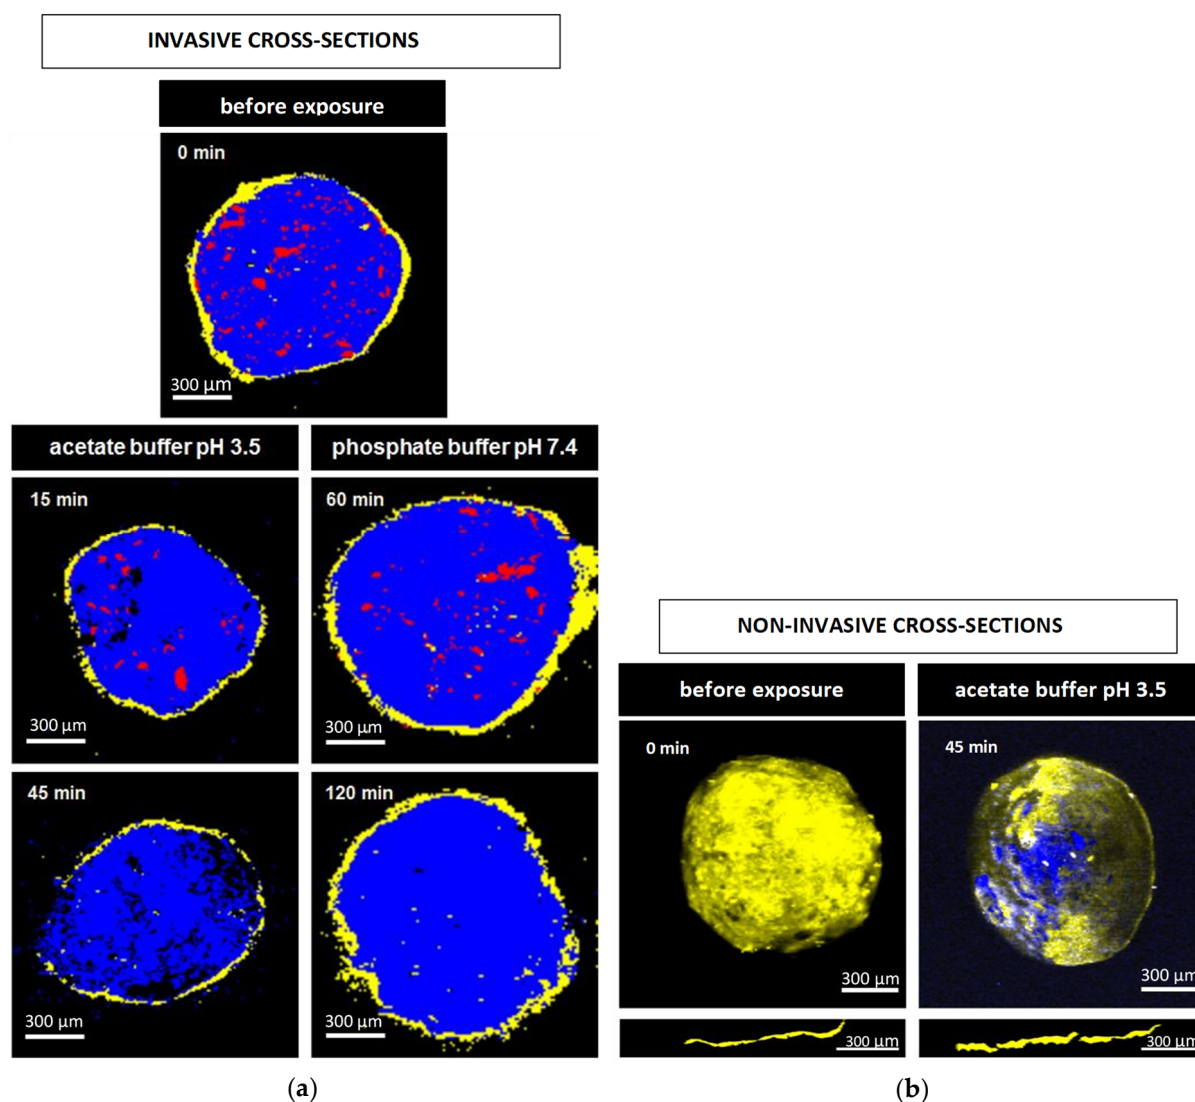 INVASIVE CROSS-SECTIONS
before exposure
0 min
300 µm
acetate buffer pH 3.5
phosphate buffer pH 7.4
15 min
60 min
300 µm
300 µm
45 min
120 min
300 µm
300 µm
(a)
NON-INVASIVE CROSS-SECTIONS
before exposure
acetate buffer pH 3.5
0 min
45 min
300 µm
300 µm
300 µm
300 µm
(b)